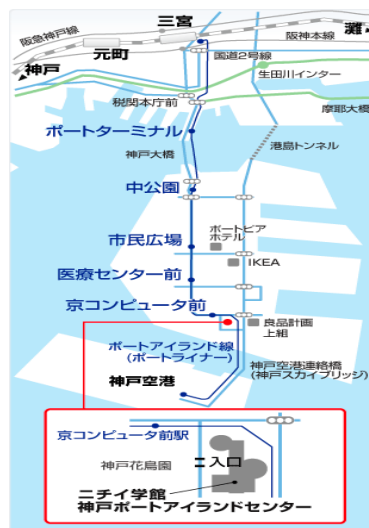 三宮
阪急神戸線
元町
灘
阪神本線
国道2号線
神戸
生田川インター
税関本庁前
摩耶大橋
ポートターミナル
神戸大橋
港島トンネル
中公園
市民広場
ポートピア
ホテル
IKEA
医療センター前
京コンピュータ前
良品計画
上組
ポートアイランド線
(ポートライナー)
神戸空港連絡橋
(神戸スカイブリッジ)
神戸空港
京コンピュータ前駅
神戸花鳥園
入口
ニチイ学館
神戸ポートアイランドセンター